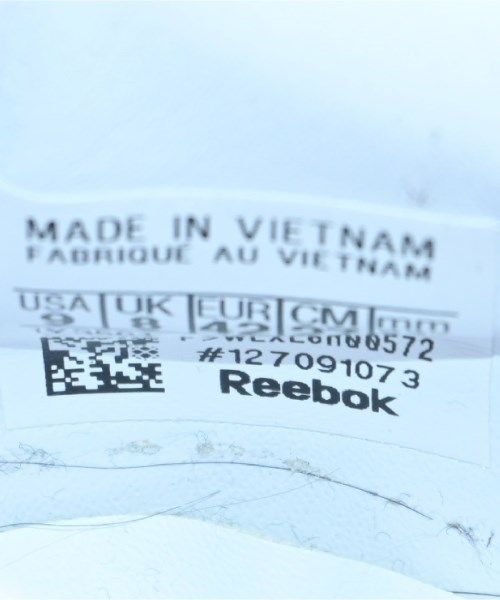 MADE IN VIETNAM
FABRIQUÉ AU VIETNAM
USA UK EUR CM mm
9 8 42
#127091073
Reebok